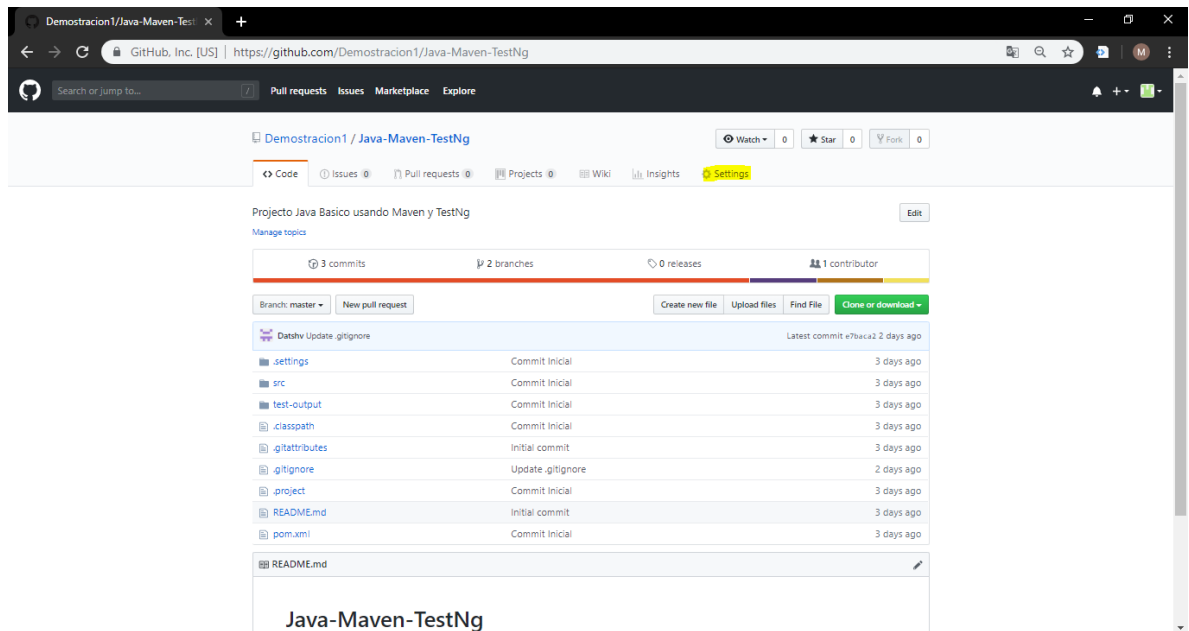 Demostracion1/Java-Maven-Test
GitHub, Inc. [US] | https://github.com/Demostracion1/Java-Maven-TestNg
M
Search or jump to... / Pull requests Issues Marketplace Explore
Demostracion1 / Java-Maven-TestNg Watch 0 Star 0 Fork 0
Code Issues 0 Pull requests 0 Projects 0 Wiki Insights Settings
Projecto Java Basico usando Maven y TestNg Edit
Manage topics
3 commits 2 branches 0 releases 1 contributor
Branch: master New pull request Create new file Upload files Find File Clone or download
Datshv Update .gitignore Latest commit e7baca2 2 days ago
.settings Commit Inicial 3 days ago
src Commit Inicial 3 days ago
test-output Commit Inicial 3 days ago
.classpath Commit Inicial 3 days ago
.gitattributes Initial commit 3 days ago
.gitignore Update .gitignore 2 days ago
.project Commit Inicial 3 days ago
README.md Initial commit 3 days ago
pom.xml Commit Inicial 3 days ago
README.md
Java-Maven-TestNg